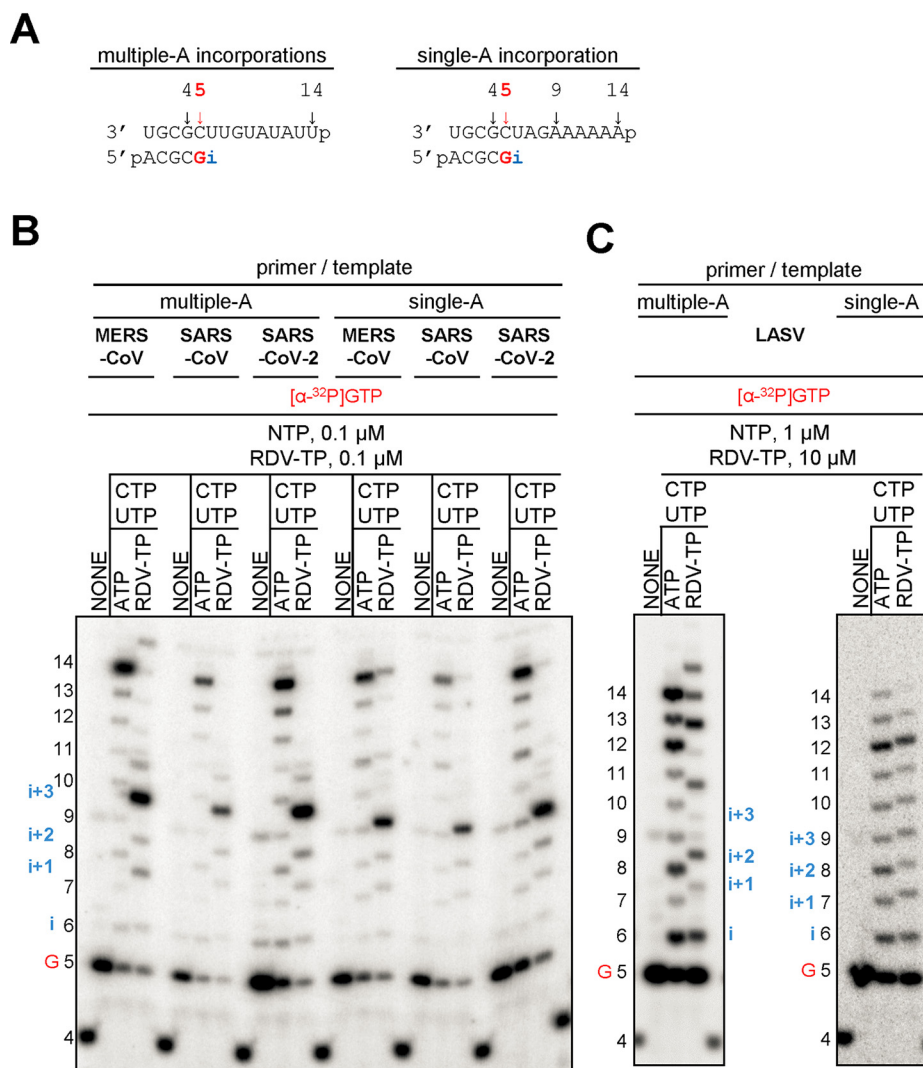 A
multiple-A incorporations
45 14
3′ UGCGCUUGUAUAUUp
5′pACGCGi
single-A incorporation
45 9 14
3′ UGCGCUAGAAAAAAp
5′pACGCGi
B
primer / template
multiple-A single-A
MERS SARS SARS MERS SARS SARS
-CoV -CoV -CoV-2 -CoV -CoV -CoV-2
[α-³²P]GTP
NTP, 0.1 µM
RDV-TP, 0.1 µM
CTP CTP CTP CTP CTP CTP
UTP UTP UTP UTP UTP UTP
NONE ATP RDV-TP NONE ATP RDV-TP NONE ATP RDV-TP NONE ATP RDV-TP NONE ATP RDV-TP NONE ATP RDV-TP
14
13
12
11
10
i+3
9
i+2
8
i+1
7
i 6
G 5
4
C
primer / template
multiple-A single-A
LASV
[α-³²P]GTP
NTP, 1 µM
RDV-TP, 10 µM
CTP
UTP
NONE ATP RDV-TP
14
13
12
11
10
i+3
9
i+2
8
i+1
7
6 i
G 5
4
CTP
UTP
NONE ATP RDV-TP
14
13
12
11
10
i+3 9
i+2 8
i+1 7
i 6
G 5
4